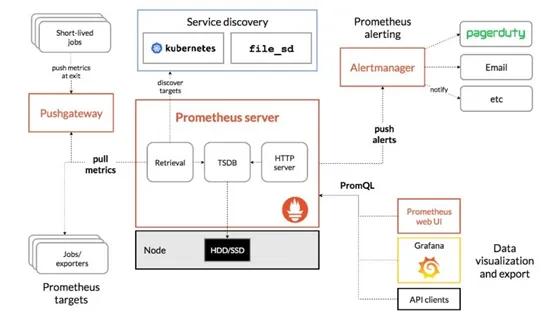 Short-lived
jobs
push metrics
at exit
Pushgateway
Service discovery
kubernetes
file_sd
discover
targets
Prometheus
alerting
Alertmanager
pagerduty
Email
notify
etc
Prometheus server
pull
metrics
Retrieval
TSDB
HTTP
server
push
alerts
PromQL
Node
HDD/SSD
Jobs/
exporters
Prometheus
targets
Prometheus
web UI
Grafana
API clients
Data
visualization
and export